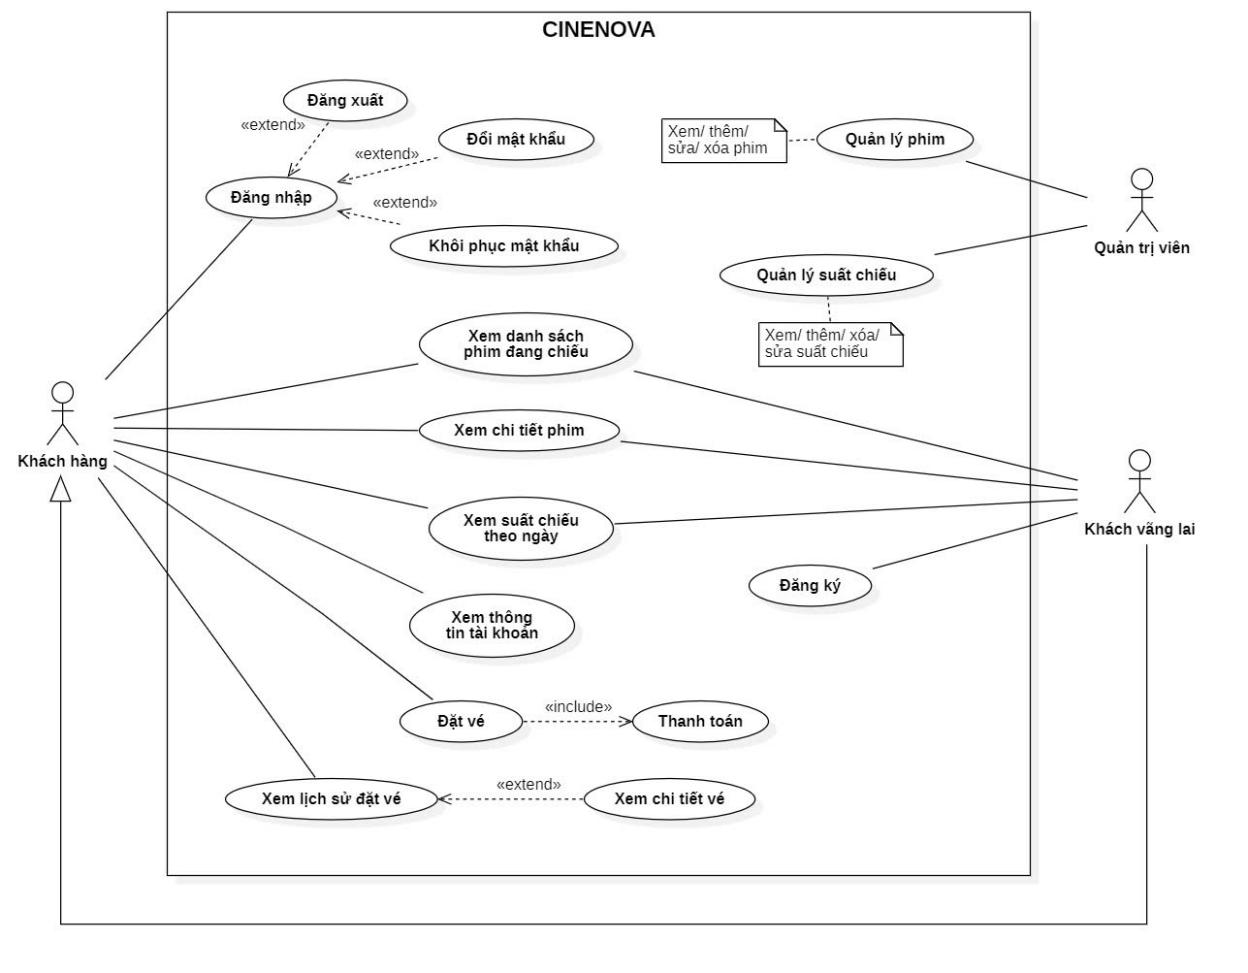 CINENOVA
Đăng xuất
«extend»
Đổi mật khẩu
«extend»
Đăng nhập
«extend»
Khôi phục mật khẩu
Xem/ thêm/
sửa/ xóa phim
Quản lý phim
Quản trị viên
Quản lý suất chiếu
Xem/ thêm/ xóa/
sửa suất chiếu
Xem danh sách
phim đang chiếu
Xem chi tiết phim
Khách hàng
Xem suất chiếu
theo ngày
Khách vãng lai
Đăng ký
Xem thông
tin tài khoản
Đặt vé
«include»
Thanh toán
Xem lịch sử đặt vé
«extend»
Xem chi tiết vé